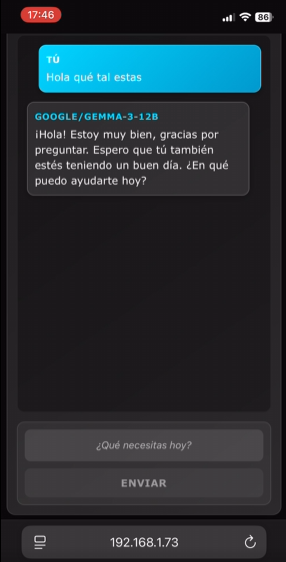 17:46
86
TÚ
Hola qué tal estas
GOOGLE/GEMMA-3-12B
¡Hola! Estoy muy bien, gracias por
preguntar. Espero que tú también
estés teniendo un buen día. ¿En qué
puedo ayudarte hoy?
¿Qué necesitas hoy?
ENVIAR
192.168.1.73